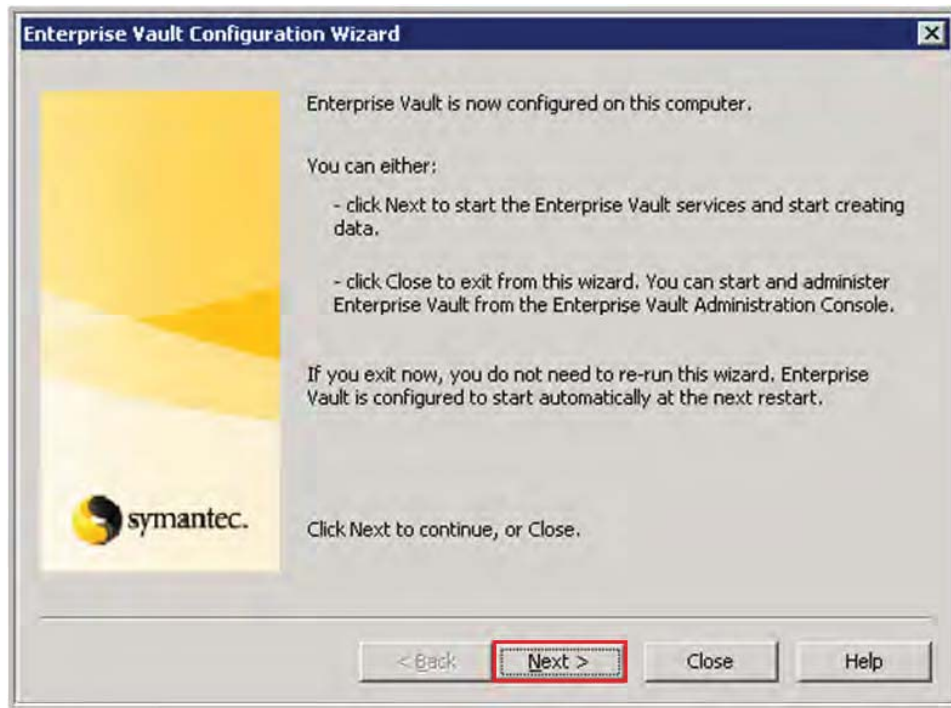 Enterprise Vault Configuration Wizard
Enterprise Vault is now configured on this computer.
You can either:
- click Next to start the Enterprise Vault services and start creating
data.
- click Close to exit from this wizard. You can start and administer
Enterprise Vault from the Enterprise Vault Administration Console.
If you exit now, you do not need to re-run this wizard. Enterprise
Vault is configured to start automatically at the next restart.
symantec.
Click Next to continue, or Close.
< Back
Next >
Close
Help